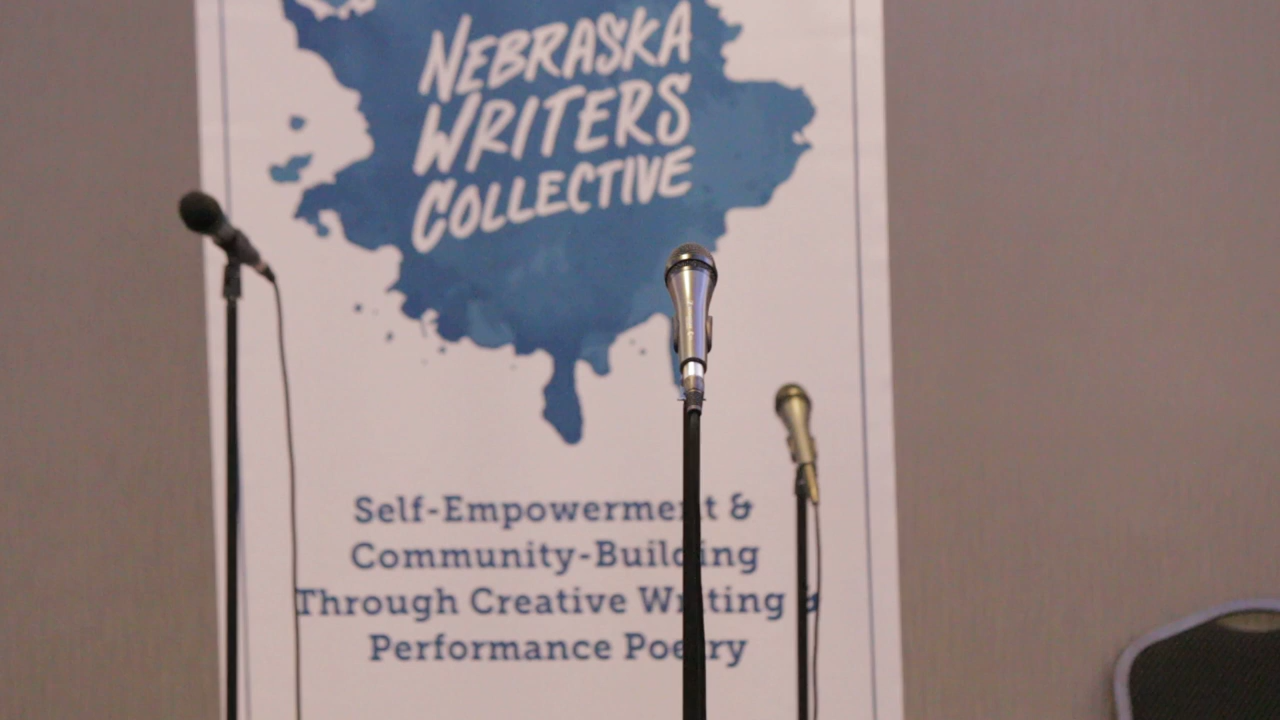 NEBRASKA
WRITERS
COLLECTIVE
Self-Empowerment &
Community-Building
Through Creative Writing &
Performance Poetry